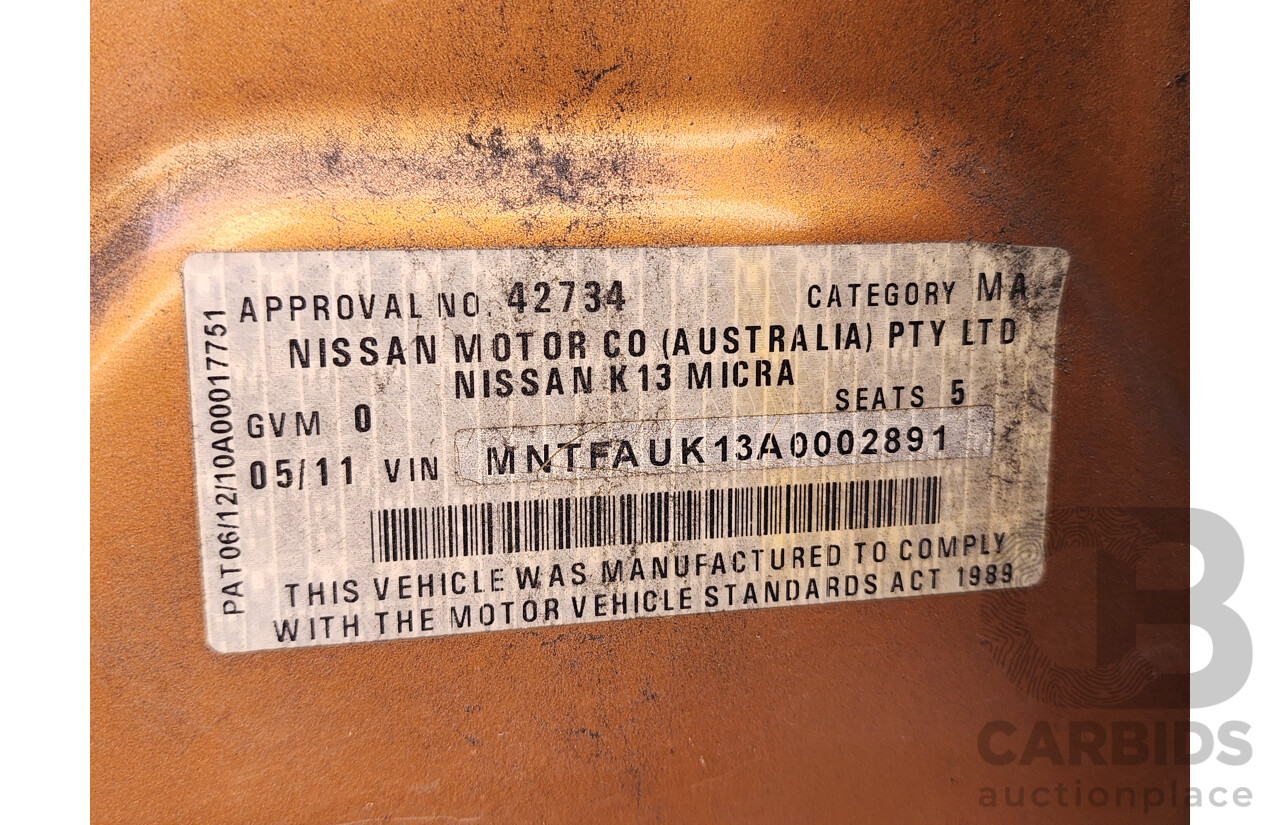 APPROVAL NO. 42734 CATEGORY MA
NISSAN MOTOR CO (AUSTRALIA) PTY LTD
NISSAN K13 MICRA
GVM 0 SEATS 5
05/11 VIN MNTFAUK13A0002891
THIS VEHICLE WAS MANUFACTURED TO COMPLY
WITH THE MOTOR VEHICLE STANDARDS ACT 1989
PAT06/12/10A00017751
CB
CARBIDS
auctionplace